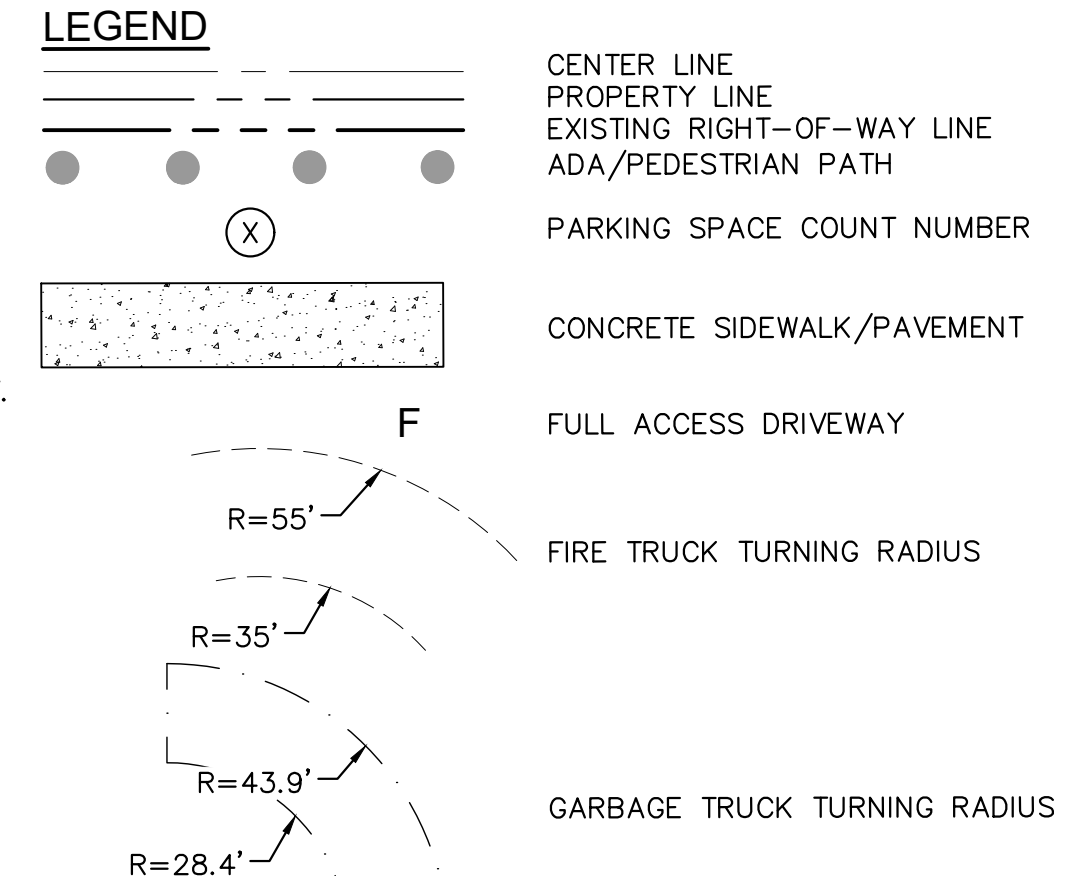 LEGEND
CENTER LINE
PROPERTY LINE
EXISTING RIGHT-OF-WAY LINE
ADA/PEDESTRIAN PATH
X
PARKING SPACE COUNT NUMBER
CONCRETE SIDEWALK/PAVEMENT
F
FULL ACCESS DRIVEWAY
R=55'
FIRE TRUCK TURNING RADIUS
R=35'
R=43.9'
GARBAGE TRUCK TURNING RADIUS
R=28.4'